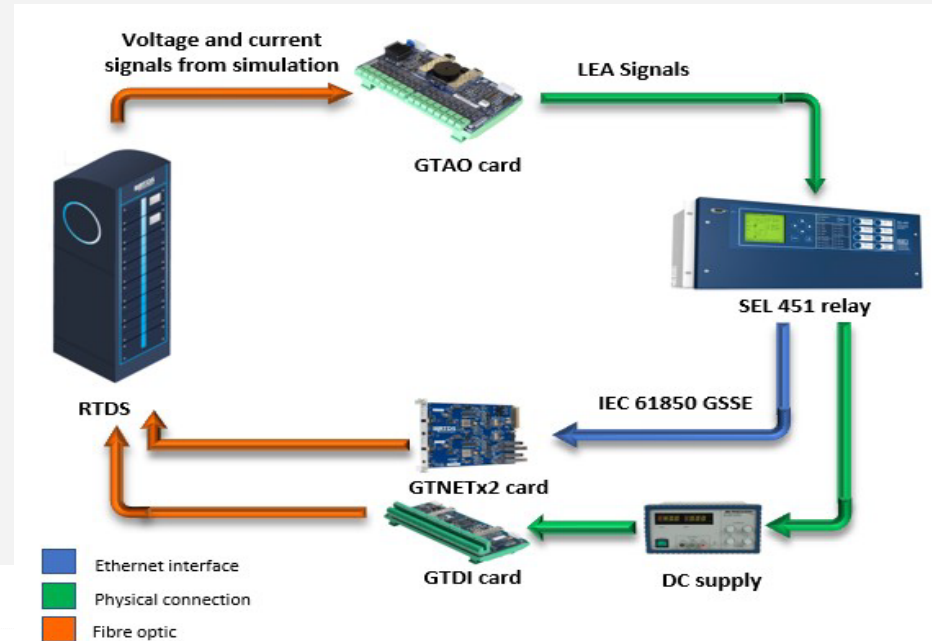 Voltage and current
signals from simulation
LEA Signals
GTAO card
SEL 451 relay
RTDS
IEC 61850 GSSE
GTNETx2 card
GTDI card
DC supply
Ethernet interface
Physical connection
Fibre optic